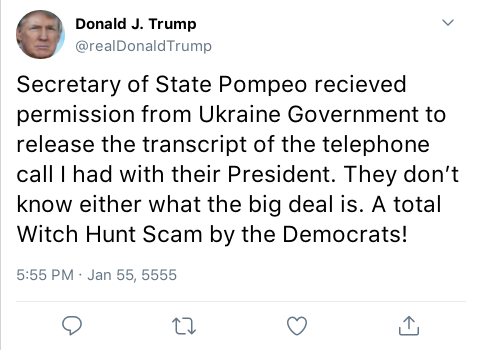 Donald J. Trump
@realDonaldTrump
Secretary of State Pompeo recieved
permission from Ukraine Government to
release the transcript of the telephone
call I had with their President. They don’t
know either what the big deal is. A total
Witch Hunt Scam by the Democrats!
5:55 PM · Jan 55, 5555